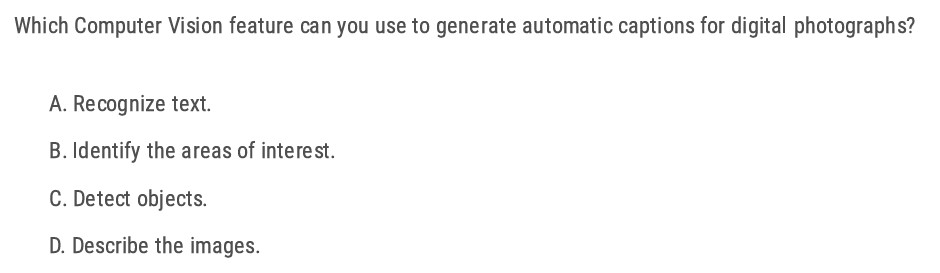 Which Computer Vision feature can you use to generate automatic captions for digital photographs?
A. Recognize text.
B. Identify the areas of interest.
C. Detect objects.
D. Describe the images.